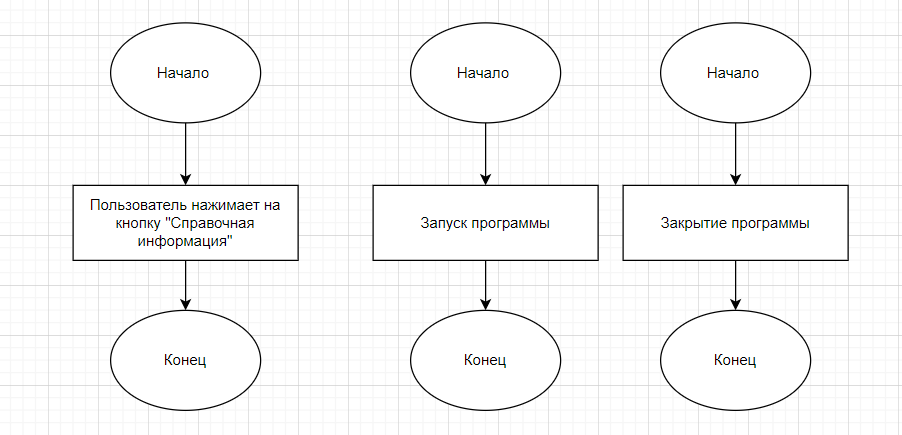 Начало
Начало
Начало
Пользователь нажимает на
кнопку "Справочная
информация"
Запуск программы
Закрытие программы
Конец
Конец
Конец